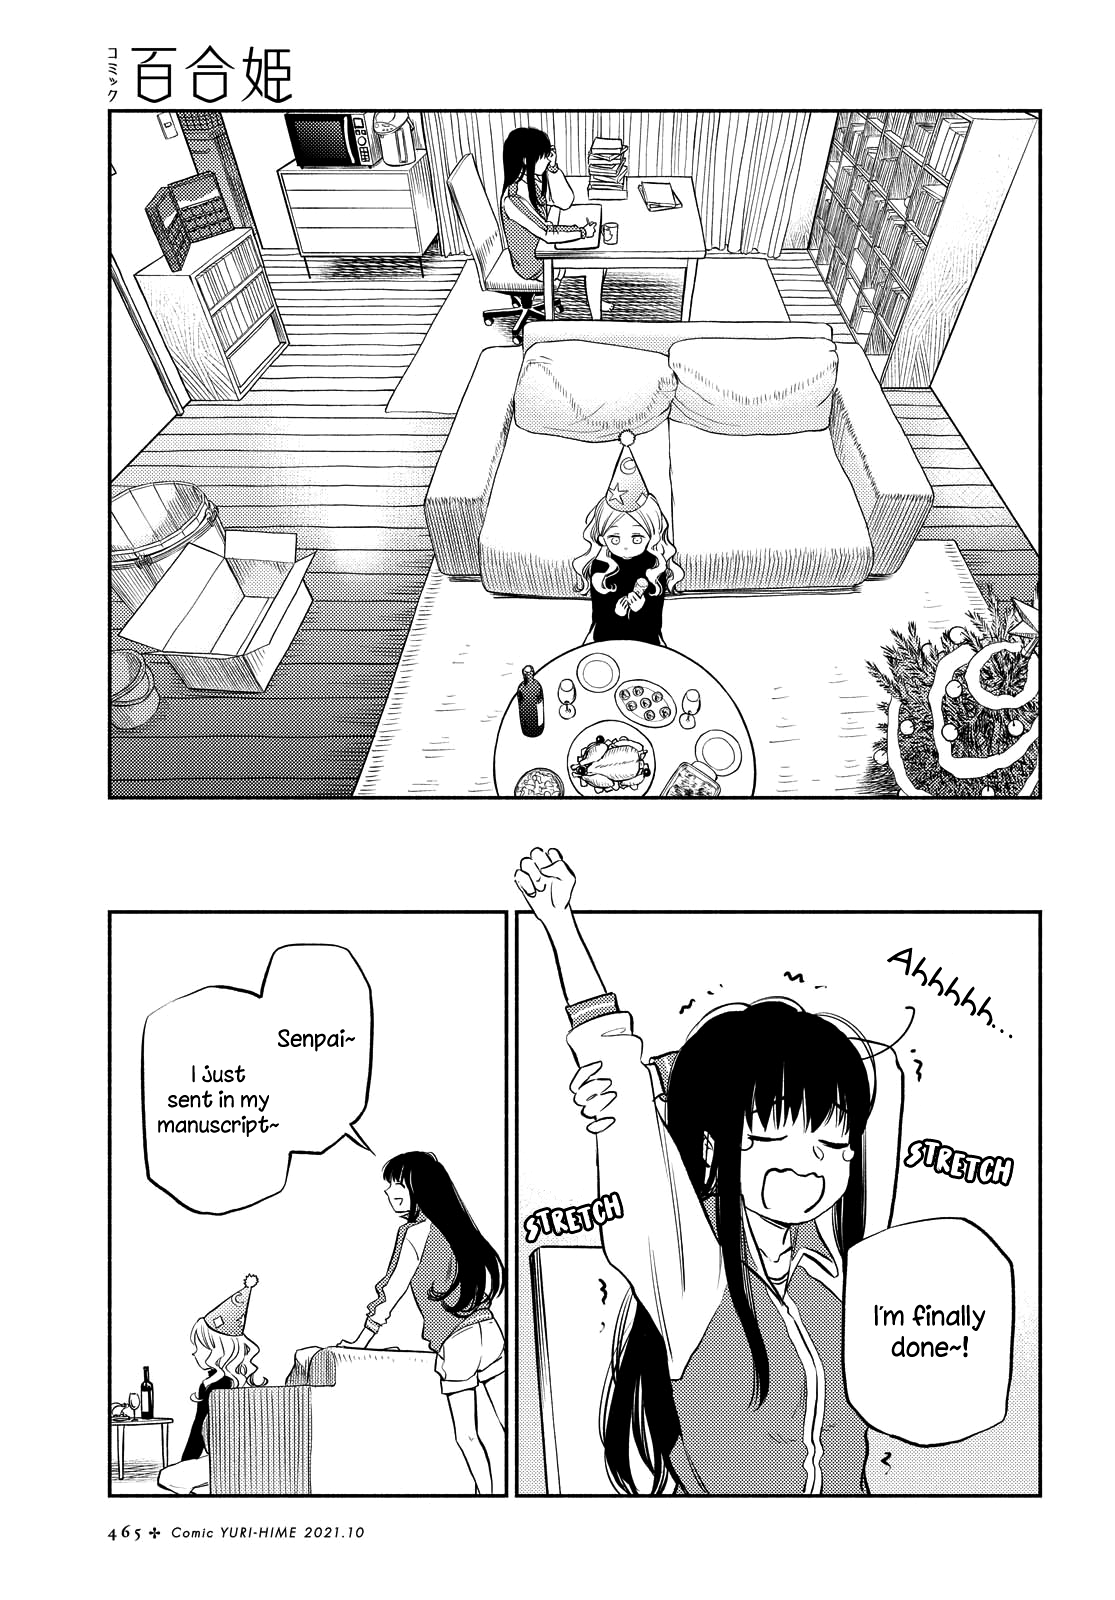 コミック
百合姫
Ahhhhh...
STRETCH
STRETCH
I'm finally
done~!
Senpai~
I just
sent in my
manuscript~
465 ✢ Comic YURI-HIME 2021.10